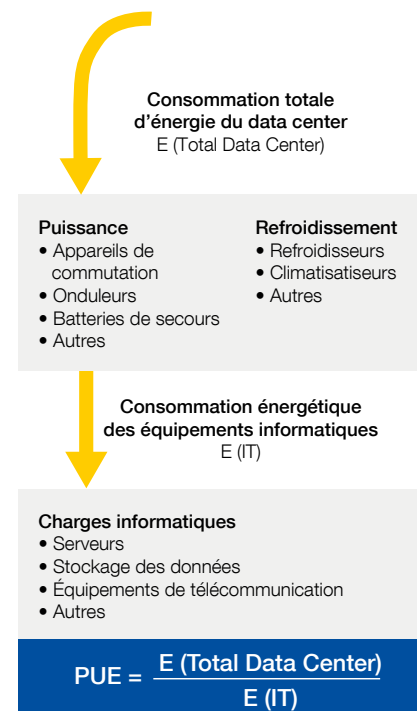 Consommation totale
d'énergie du data center
E (Total Data Center)
Puissance
• Appareils de
commutation
• Onduleurs
• Batteries de secours
• Autres
Refroidissement
• Refroidisseurs
• Climatisatiseurs
• Autres
Consommation énergétique
des équipements informatiques
E (IT)
Charges informatiques
• Serveurs
• Stockage des données
• Équipements de télécommunication
• Autres
PUE = E (Total Data Center)
E (IT)